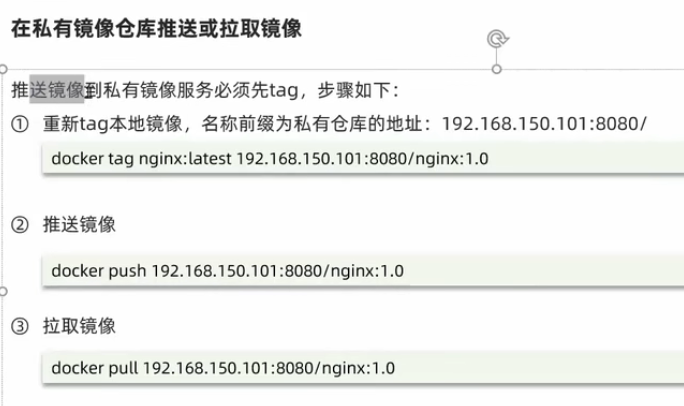 在私有镜像仓库推送或拉取镜像
推送镜像到私有镜像服务必须先tag，步骤如下：
① 重新tag本地镜像，名称前缀为私有仓库的地址：192.168.150.101:8080/
docker tag nginx:latest 192.168.150.101:8080/nginx:1.0
② 推送镜像
docker push 192.168.150.101:8080/nginx:1.0
③ 拉取镜像
docker pull 192.168.150.101:8080/nginx:1.0